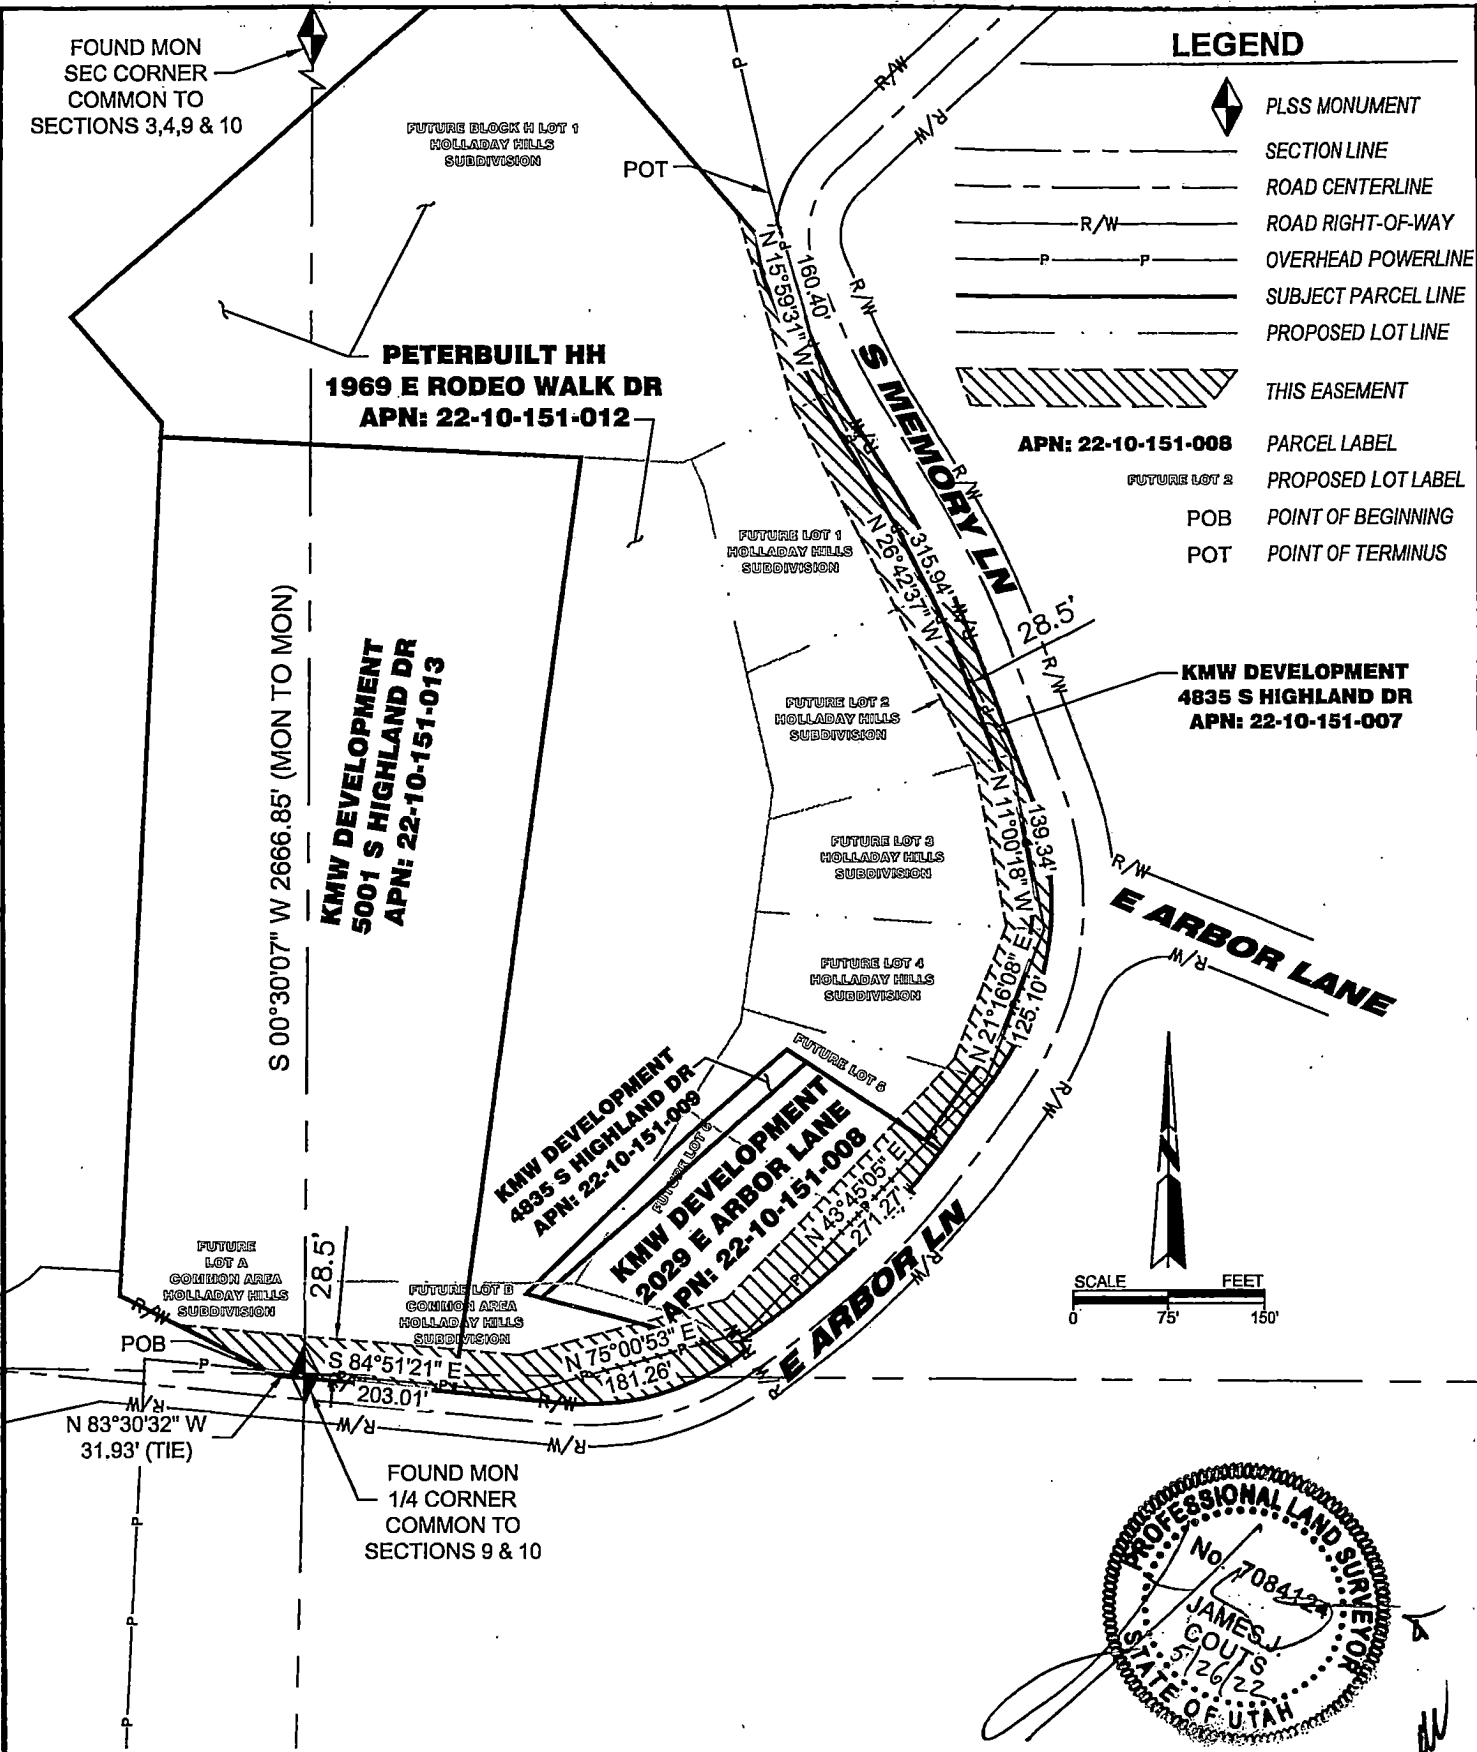 FOUND MON
SEC CORNER
COMMON TO
SECTIONS 3,4,9 & 10
FUTURE BLOCK H LOT 1
HOLLADAY HILLS
SUBDIVISION
POT
P
R/W
R/W
LEGEND
PLSS MONUMENT
SECTION LINE
ROAD CENTERLINE
R/W
ROAD RIGHT-OF-WAY
P P
OVERHEAD POWERLINE
SUBJECT PARCEL LINE
PROPOSED LOT LINE
THIS EASEMENT
APN: 22-10-151-008
PARCEL LABEL
FUTURE LOT 2
PROPOSED LOT LABEL
POB
POINT OF BEGINNING
POT
POINT OF TERMINUS
N 15°59'31" W
160.40'
R/W
PETERBUILT HH
1969 E RODEO WALK DR
APN: 22-10-151-012
S MEMORY LN
R/W
R/W
FUTURE LOT 1
HOLLADAY HILLS
SUBDIVISION
N 26°42'37" W
315.94'
R/W
28.5'
R/W
KMW DEVELOPMENT
4835 S HIGHLAND DR
APN: 22-10-151-007
S 00°30'07" W 2666.85' (MON TO MON)
KMW DEVELOPMENT
5001 S HIGHLAND DR
APN: 22-10-151-013
FUTURE LOT 2
HOLLADAY HILLS
SUBDIVISION
FUTURE LOT 3
HOLLADAY HILLS
SUBDIVISION
N 11°00'18" W
139.34'
R/W
E ARBOR LANE
R/W
FUTURE LOT 4
HOLLADAY HILLS
SUBDIVISION
N 21°16'08" E
125.10'
FUTURE LOT 5
R/W
KMW DEVELOPMENT
4835 S HIGHLAND DR
APN: 22-10-151-009
FUTURE LOT 6
KMW DEVELOPMENT
2029 E ARBOR LANE
APN: 22-10-151-008
N 43°45'05" E
271.27'
E ARBOR LN
R/W
R/W
FUTURE
LOT A
COMMON AREA
HOLLADAY HILLS
SUBDIVISION
28.5'
FUTURE LOT B
COMMON AREA
HOLLADAY HILLS
SUBDIVISION
R/W
POB
P
S 84°51'21" E
203.01'
N 75°00'53" E
181.26'
R/W
R/W
R/W
R/W
R/W
N 83°30'32" W
31.93' (TIE)
FOUND MON
1/4 CORNER
COMMON TO
SECTIONS 9 & 10
P
P
P
N
SCALE FEET
0 75' 150'
PROFESSIONAL LAND SURVEYOR
No. 7084124
JAMES J.
COUTS
5/26/22
STATE OF UTAH